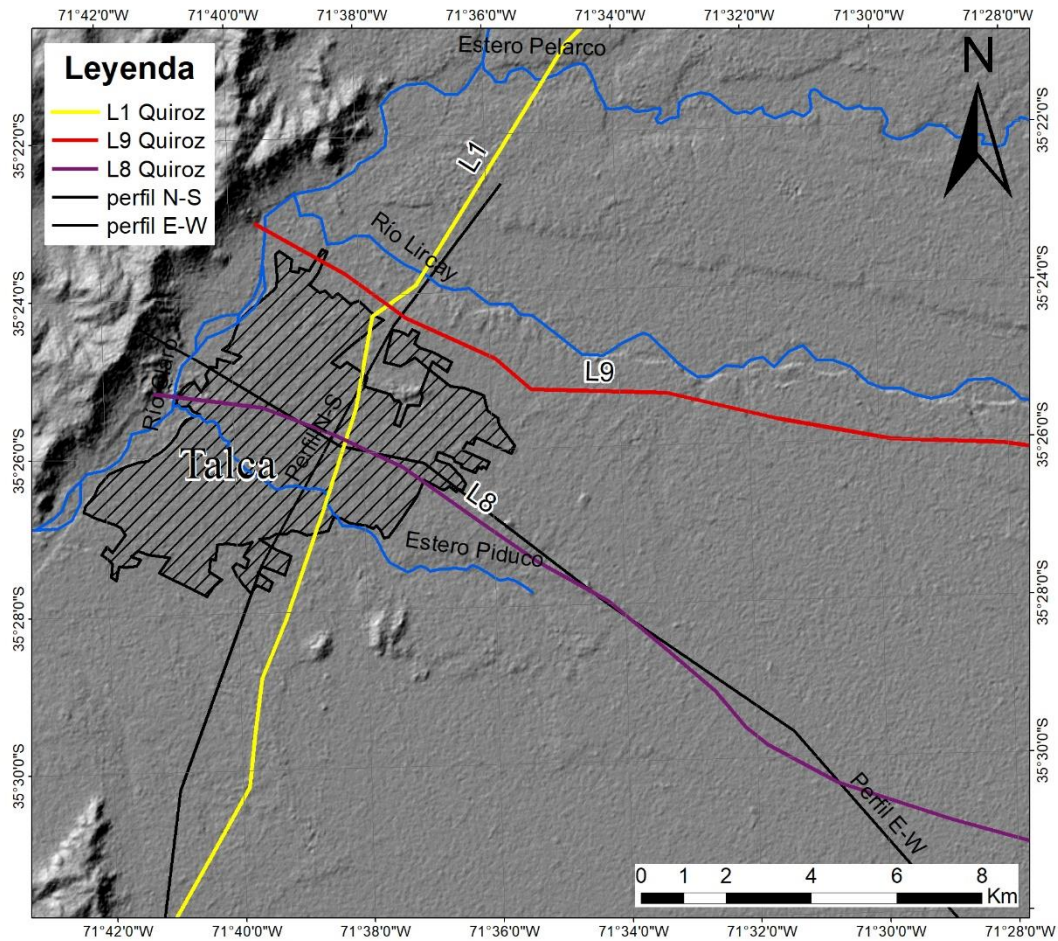 71°42'0"W 71°40'0"W 71°38'0"W 71°36'0"W 71°34'0"W 71°32'0"W 71°30'0"W 71°28'0"W
Leyenda
L1 Quiroz
L9 Quiroz
L8 Quiroz
perfil N-S
perfil E-W
Estero Pelarco
N
L1
Río Lircay
L9
Río Claro
Perfil N-S
Talca
L8
Estero Piduco
Perfil E-W
35°22'0"S
35°24'0"S
35°26'0"S
35°28'0"S
35°30'0"S
35°22'0"S
35°24'0"S
35°26'0"S
35°28'0"S
35°30'0"S
0 1 2 4 6 8
Km
71°42'0"W 71°40'0"W 71°38'0"W 71°36'0"W 71°34'0"W 71°32'0"W 71°30'0"W 71°28'0"W